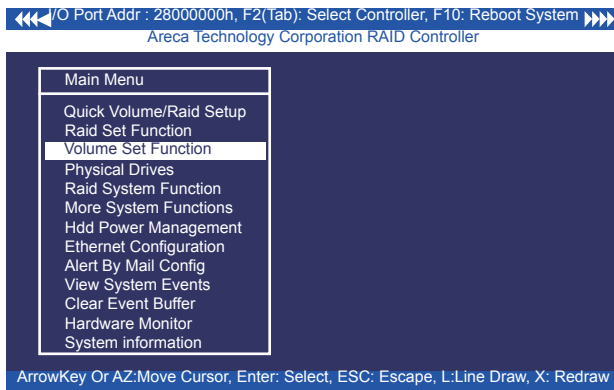 I/O Port Addr : 28000000h, F2(Tab): Select Controller, F10: Reboot System
Areca Technology Corporation RAID Controller
Main Menu
Quick Volume/Raid Setup
Raid Set Function
Volume Set Function
Physical Drives
Raid System Function
More System Functions
Hdd Power Management
Ethernet Configuration
Alert By Mail Config
View System Events
Clear Event Buffer
Hardware Monitor
System information
ArrowKey Or AZ:Move Cursor, Enter: Select, ESC: Escape, L:Line Draw, X: Redraw